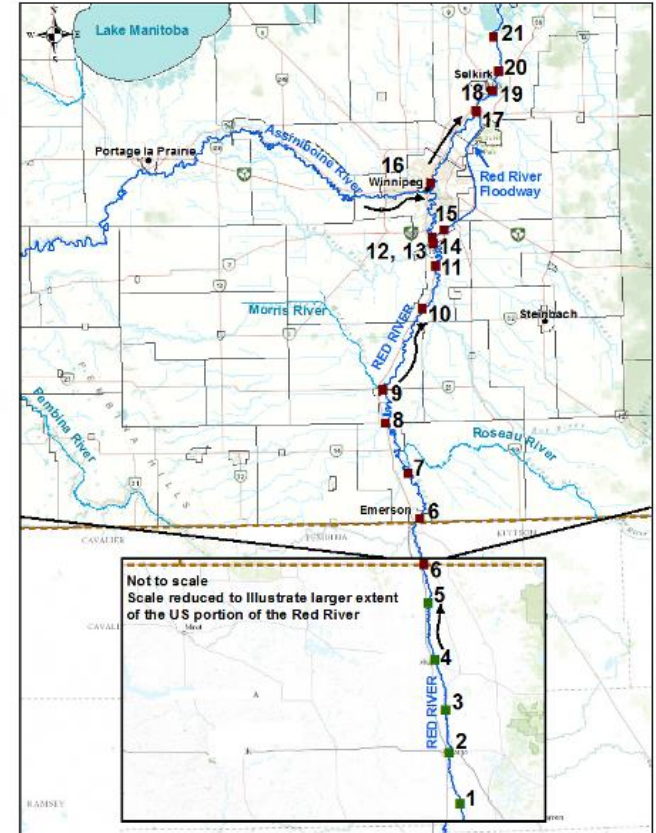 Lake Manitoba
21
20
Selkirk
18
19
17
Assiniboine River
Portage la Prairie
16
Winnipeg
Red River
Floodway
15
12, 13
14
11
Morris River
RED RIVER
10
Steinbach
9
8
Pembina River
PEMBINA HILLS
Roseau River
7
Emerson
6
CAVALIER
PEMBINA
KITTSON
6
Not to scale
Scale reduced to Illustrate larger extent
of the US portion of the Red River
5
4
RED RIVER
3
2
1
RAMSEY